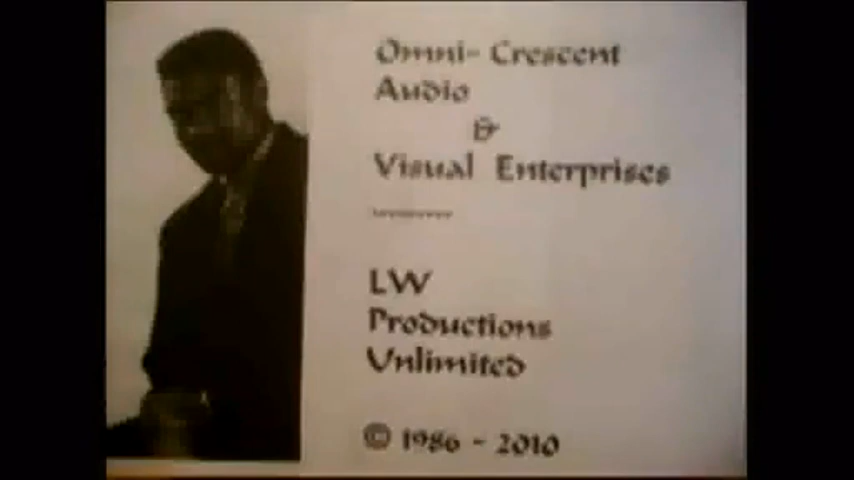 Omni- Crescent
Audio
&
Visual Enterprises
----------
LW
Productions
Unlimited
© 1986 - 2010